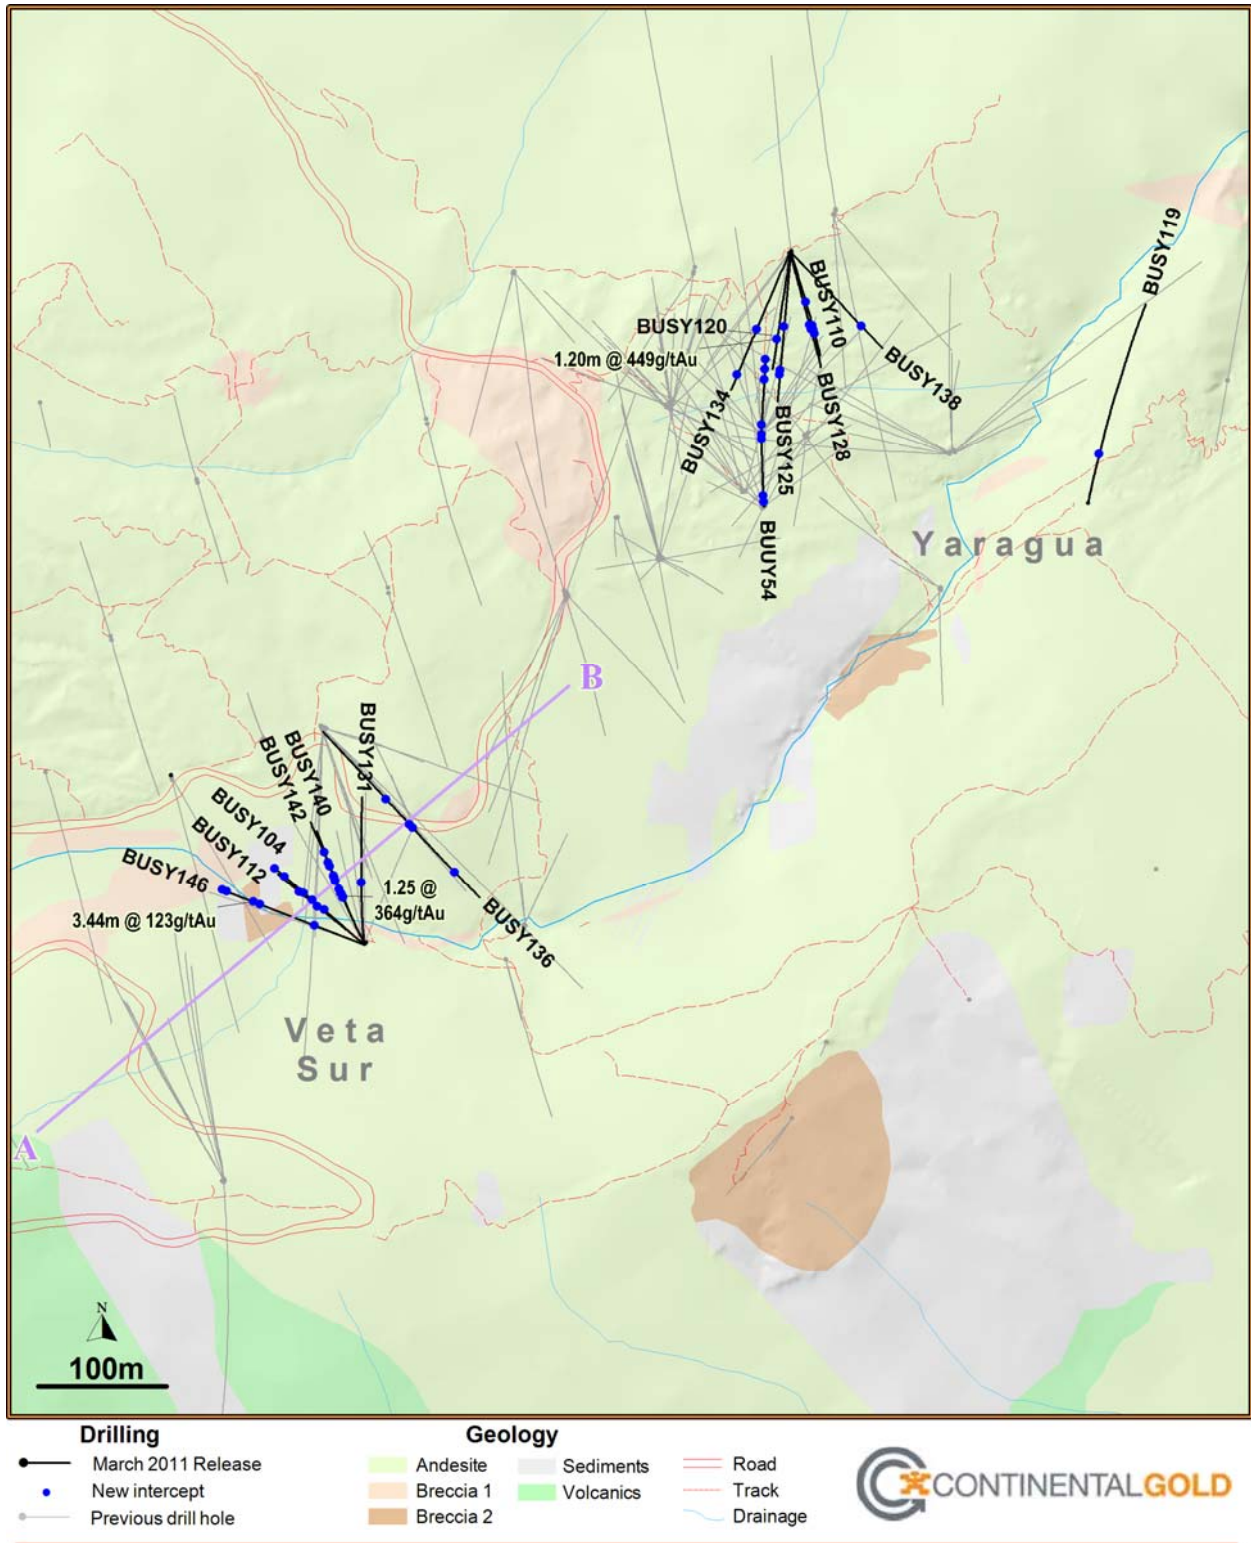 BUSY119
BUSY110
BUSY120
1.20m @ 449g/tAu
BUSY138
BUSY134
BUSY128
BUSY125
BUUY54
Yaragua
B
BUSY131
BUSY140
BUSY142
BUSY104
BUSY112
BUSY146
3.44m @ 123g/tAu
1.25 @
364g/tAu
BUSY136
Veta
Sur
A
N
100m
Drilling
March 2011 Release
New intercept
Previous drill hole
Geology
Andesite
Breccia 1
Breccia 2
Sediments
Volcanics
Road
Track
Drainage
CONTINENTALGOLD